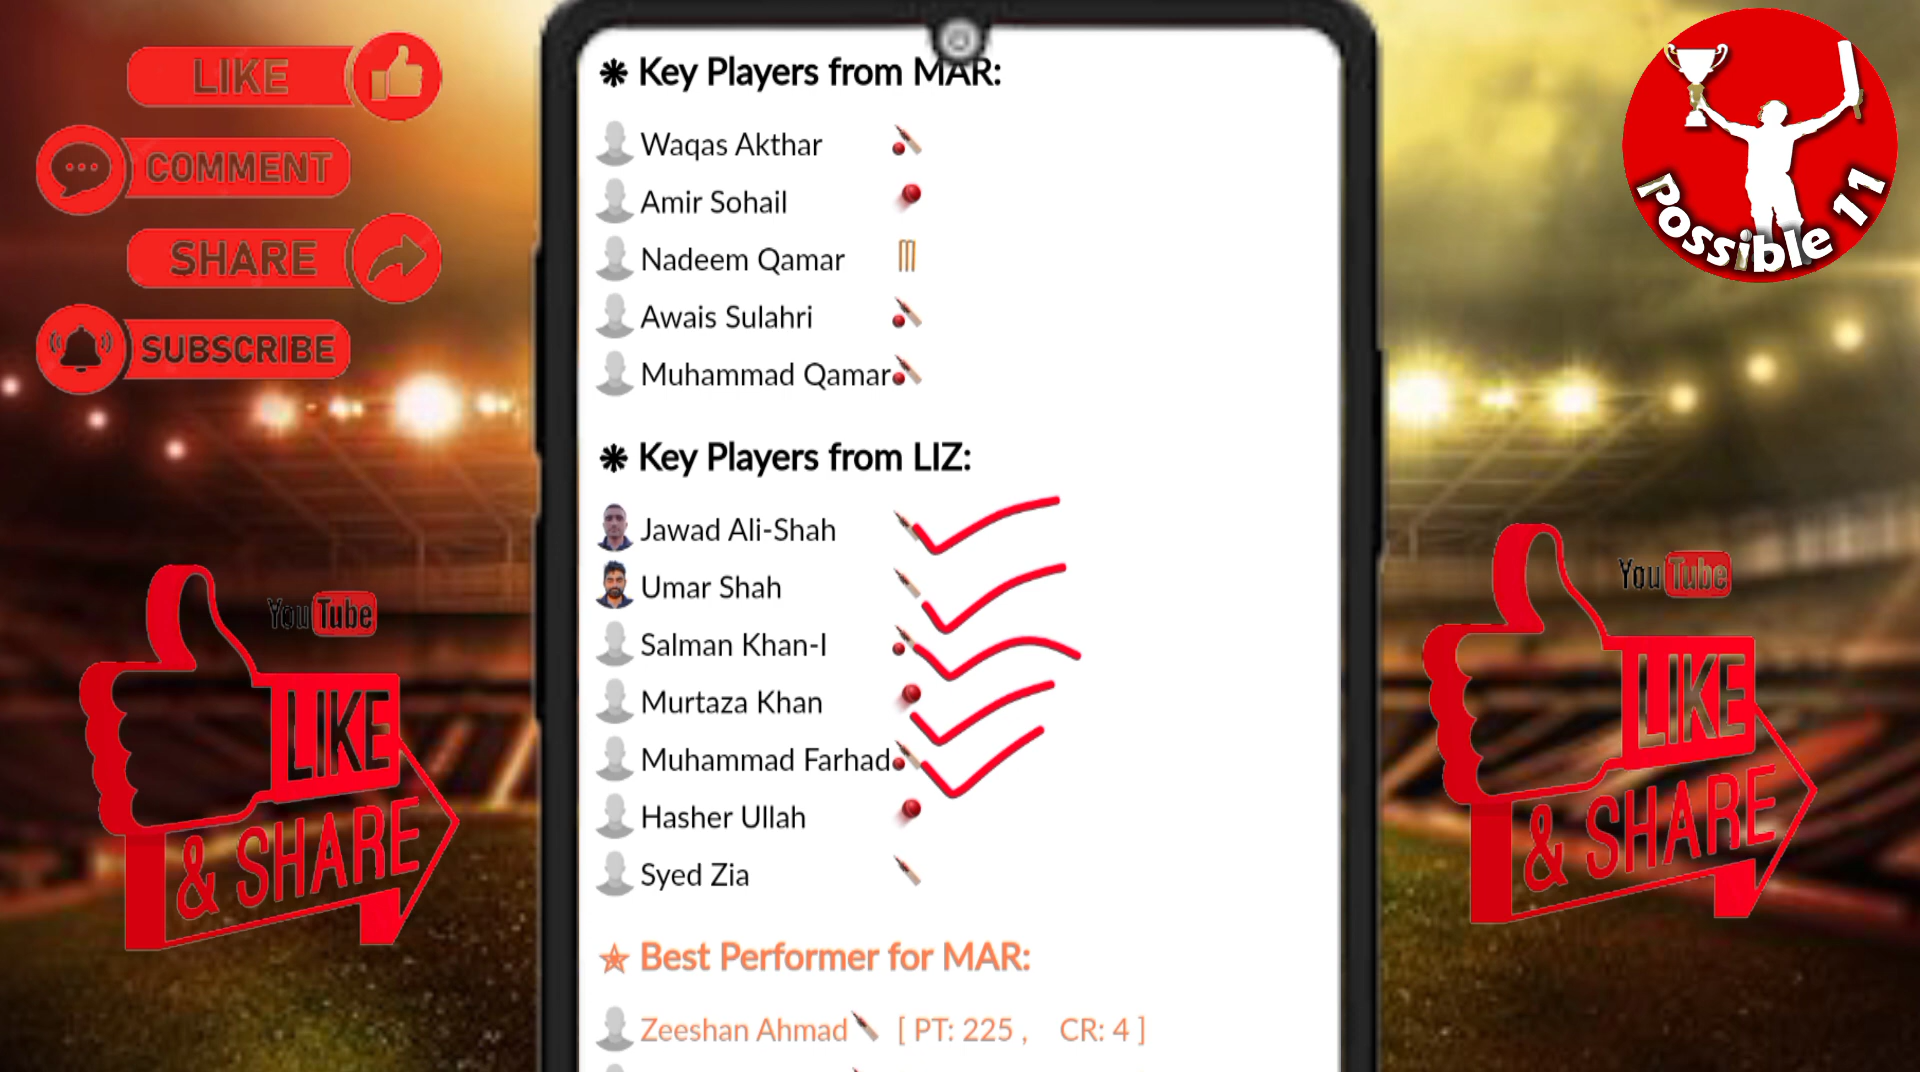 LIKE
COMMENT
SHARE
SUBSCRIBE
Key Players from MAR:
Waqas Akthar
Amir Sohail
Nadeem Qamar
Awais Sulahri
Muhammad Qamar
Key Players from LIZ:
Jawad Ali-Shah
Umar Shah
Salman Khan-I
Murtaza Khan
Muhammad Farhad
Hasher Ullah
Syed Zia
Best Performer for MAR:
Zeeshan Ahmad [ PT: 225 , CR: 4 ]
Possible 11
YouTube
LIKE
& SHARE
YouTube
LIKE
& SHARE